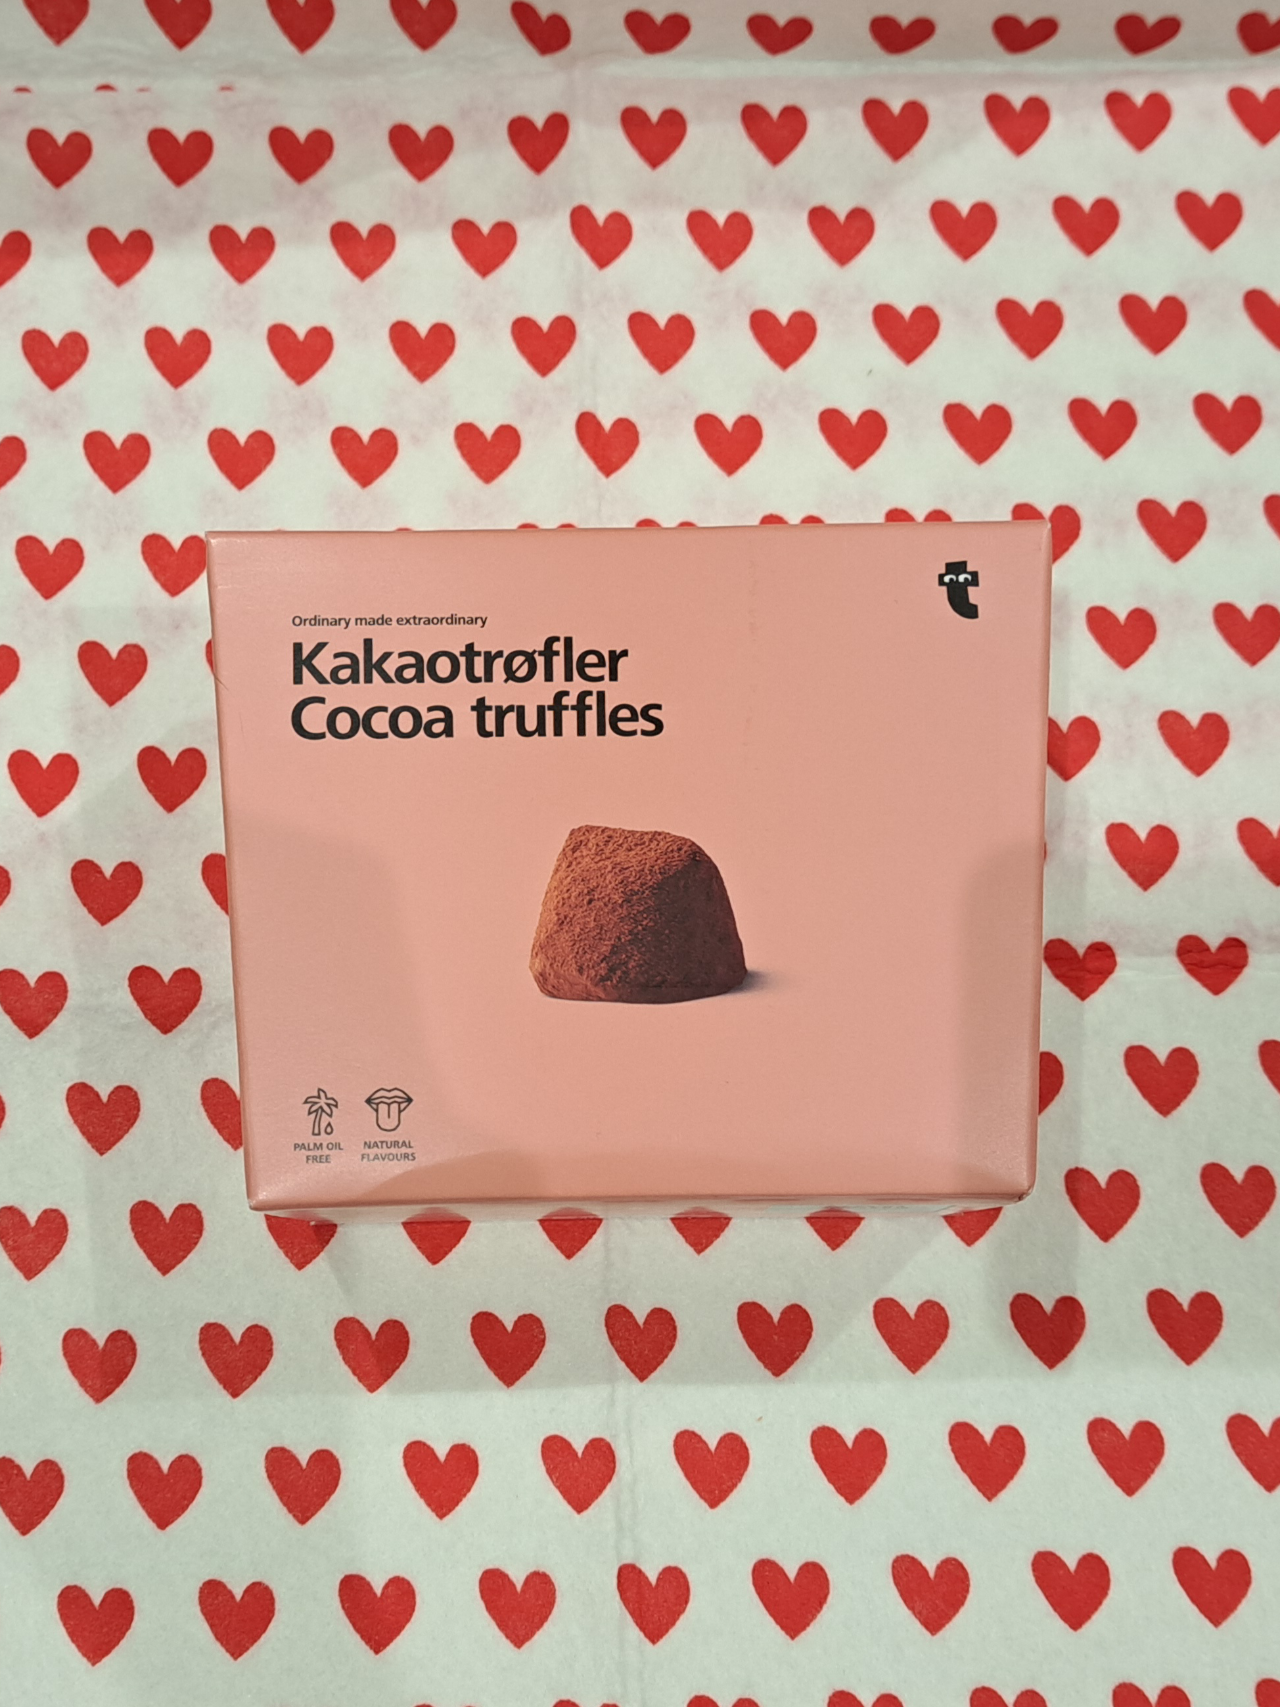 Ordinary made extraordinary
Kakaotrøfler
Cocoa truffles
PALM OIL
FREE
NATURAL
FLAVOURS